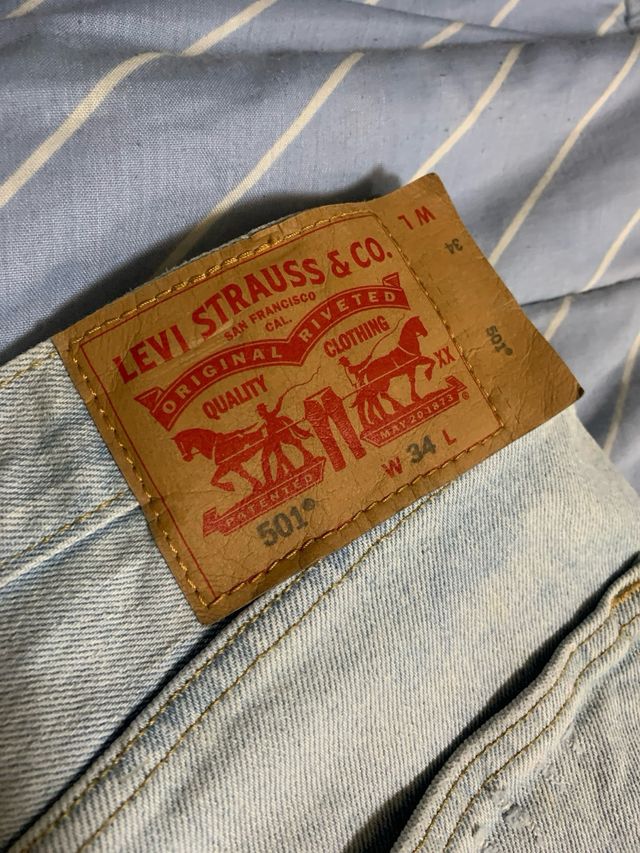 LEVI STRAUSS & CO.
SAN FRANCISCO
CAL.
ORIGINAL RIVETED
QUALITY CLOTHING
XX
PATENTED MAY 20 1873 ®
501® W 34 L
W L
34
501®